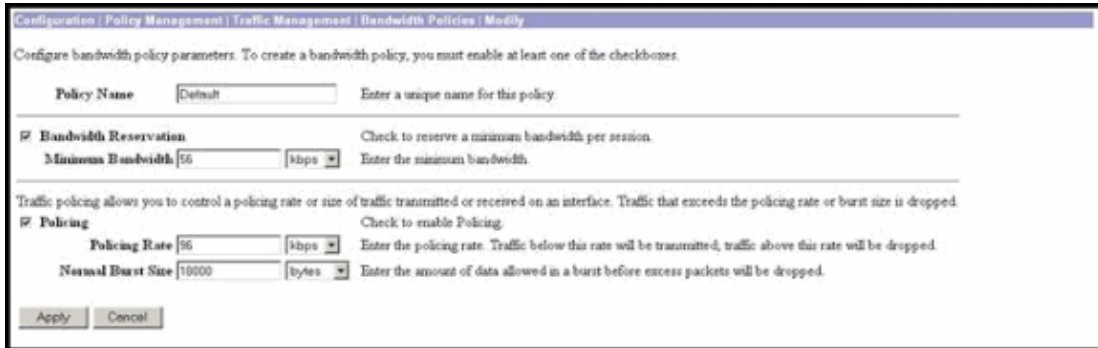 Configuration | Policy Management | Traffic Management | Bandwidth Policies | Modify
Configure bandwidth policy parameters. To create a bandwidth policy, you must enable at least one of the checkboxes.
Policy Name Default Enter a unique name for this policy.
Bandwidth Reservation Check to reserve a minimum bandwidth per session.
Minimum Bandwidth 56 kbps Enter the minimum bandwidth.
Traffic policing allows you to control a policing rate or size of traffic transmitted or received on an interface. Traffic that exceeds the policing rate or burst size is dropped.
Policing Check to enable Policing.
Policing Rate 96 kbps Enter the policing rate. Traffic below this rate will be transmitted, traffic above this rate will be dropped.
Normal Burst Size 18000 bytes Enter the amount of data allowed in a burst before excess packets will be dropped.
Apply Cancel